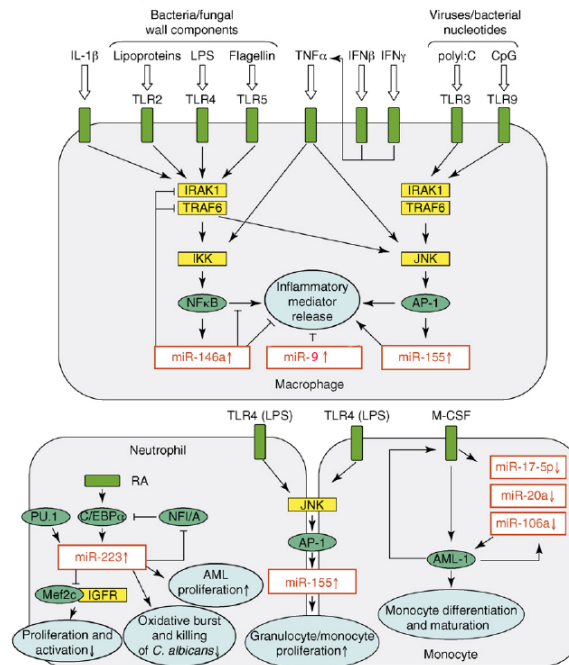 Bacteria/fungal
wall components
Viruses/bacterial
nucleotides
IL-1β
Lipoproteins
LPS
Flagellin
TNFα
IFNβ
IFNγ
polyI:C
CpG
TLR2
TLR4
TLR5
TLR3
TLR9
IRAK1
TRAF6
IRAK1
TRAF6
IKK
JNK
NFκB
Inflammatory
mediator
release
AP-1
miR-146a↑
miR-9 ↑
miR-155↑
Macrophage
TLR4 (LPS)
TLR4 (LPS)
M-CSF
Neutrophil
RA
PU.1
C/EBPα
NFI/A
miR-223↑
Mef2c
IGFR
AML
proliferation↑
Proliferation and
activation↓
Oxidative burst
and killing
of C. albicans↓
JNK
AP-1
miR-155↑
Granulocyte/monocyte
proliferation↑
miR-17-5p↓
miR-20a↓
miR-106a↓
AML-1
Monocyte differentiation
and maturation
Monocyte